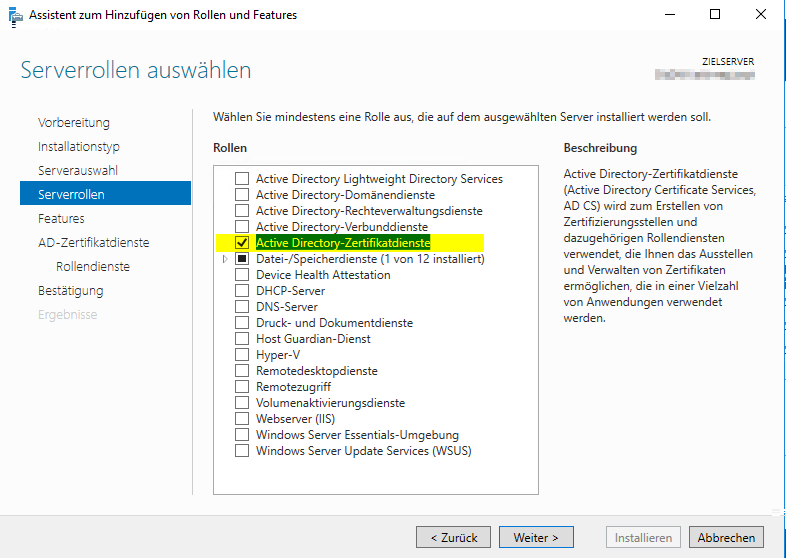 Assistent zum Hinzufügen von Rollen und Features
Serverrollen auswählen
ZIELSERVER
Vorbereitung
Installationstyp
Serverauswahl
Serverrollen
Features
AD-Zertifikatdienste
Rollendienste
Bestätigung
Ergebnisse
Wählen Sie mindestens eine Rolle aus, die auf dem ausgewählten Server installiert werden soll.
Rollen
Active Directory Lightweight Directory Services
Active Directory-Domänendienste
Active Directory-Rechteverwaltungsdienste
Active Directory-Verbunddienste
Active Directory-Zertifikatdienste
Datei-/Speicherdienste (1 von 12 installiert)
Device Health Attestation
DHCP-Server
DNS-Server
Druck- und Dokumentdienste
Host Guardian-Dienst
Hyper-V
Remotedesktopdienste
Remotezugriff
Volumenaktivierungsdienste
Webserver (IIS)
Windows Server Essentials-Umgebung
Windows Server Update Services (WSUS)
Beschreibung
Active Directory-Zertifikatdienste
(Active Directory Certificate Services,
AD CS) wird zum Erstellen von
Zertifizierungsstellen und
dazugehörigen Rollendiensten
verwendet, die Ihnen das Ausstellen
und Verwalten von Zertifikaten
ermöglichen, die in einer Vielzahl
von Anwendungen verwendet
werden.
< Zurück
Weiter >
Installieren
Abbrechen